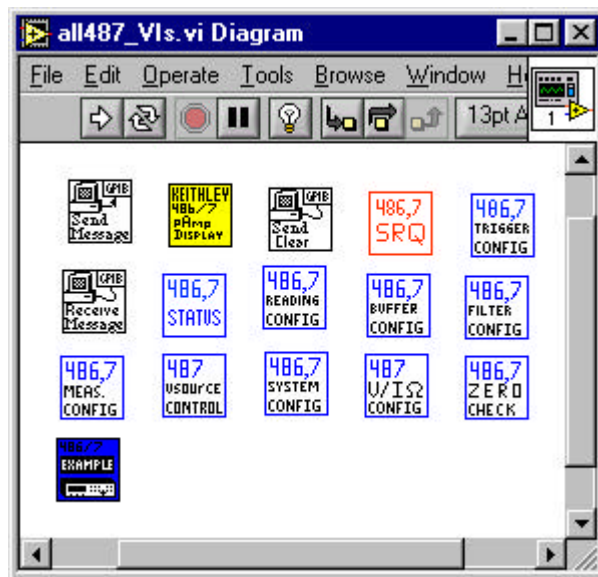 all487_VIs.vi Diagram
File Edit Operate Tools Browse Window H
13pt A
1
GPIB
Send
Message
KEITHLEY
486/7
pAmp
DISPLAY
GPIB
Send
Clear
486,7
SRQ
486,7
TRIGGER
CONFIG
GPIB
Receive
Message
486,7
STATUS
486,7
READING
CONFIG
486,7
BUFFER
CONFIG
486,7
FILTER
CONFIG
486,7
MEAS.
CONFIG
487
VSOURCE
CONTROL
486,7
SYSTEM
CONFIG
487
V/IΩ
CONFIG
486,7
ZERO
CHECK
486/7
EXAMPLE